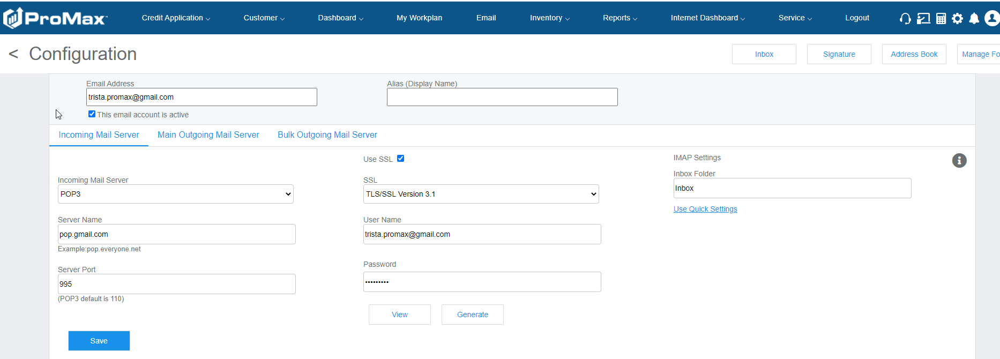 ProMax™ Credit Application Customer Dashboard My Workplan Email Inventory Reports Internet Dashboard Service Logout
< Configuration Inbox Signature Address Book Manage Fo
Email Address Alias (Display Name)
trista.promax@gmail.com
This email account is active
Incoming Mail Server Main Outgoing Mail Server Bulk Outgoing Mail Server
Use SSL
IMAP Settings
Inbox Folder
Inbox
Use Quick Settings
Incoming Mail Server
POP3
SSL
TLS/SSL Version 3.1
Server Name
pop.gmail.com
Example:pop.everyone.net
User Name
trista.promax@gmail.com
Server Port
995
(POP3 default is 110)
Password
•••••••••
View Generate
Save